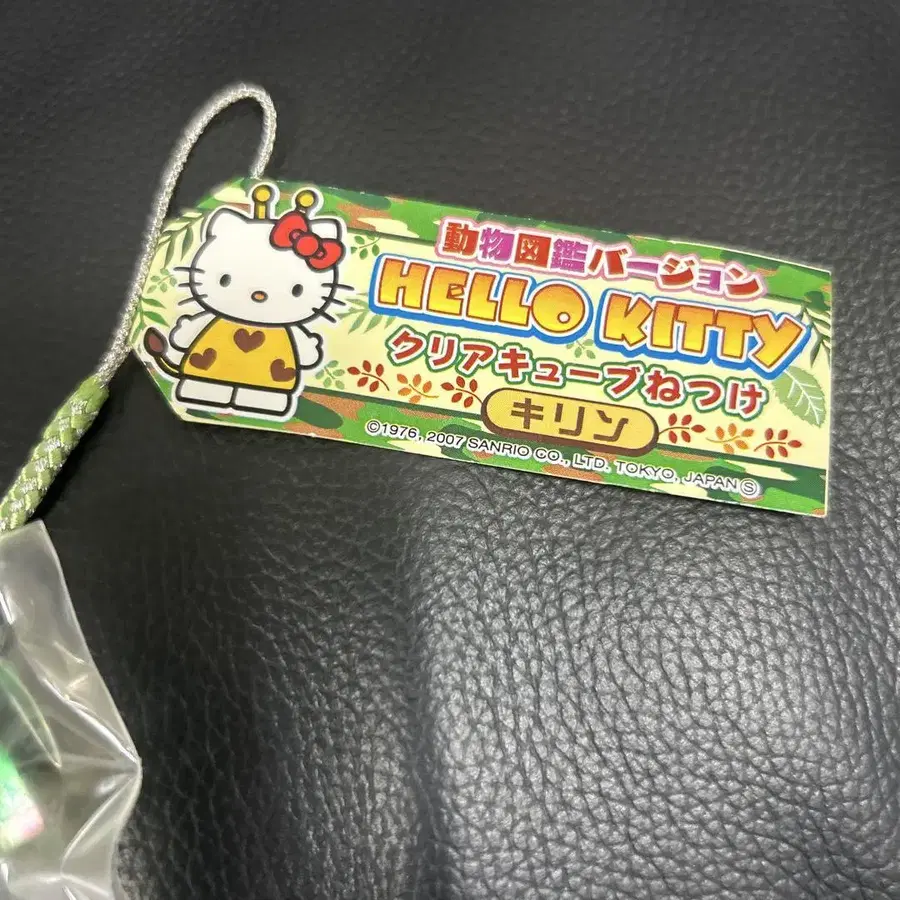 動物図鑑バージョン
HELLO KITTY
クリアキューブねつけ
キリン
©1976, 2007 SANRIO CO., LTD. TOKYO, JAPAN Ⓢ